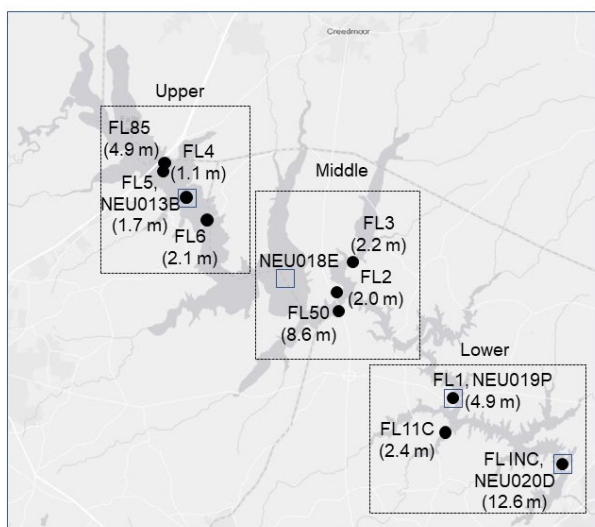 Creedmoor
Upper
FL85
(4.9 m)
FL4
(1.1 m)
FL5,
NEU013B
(1.7 m)
FL6
(2.1 m)
Middle
FL3
(2.2 m)
NEU018E
FL2
(2.0 m)
FL50
(8.6 m)
Lower
FL1, NEU019P
(4.9 m)
FL11C
(2.4 m)
FL INC,
NEU020D
(12.6 m)